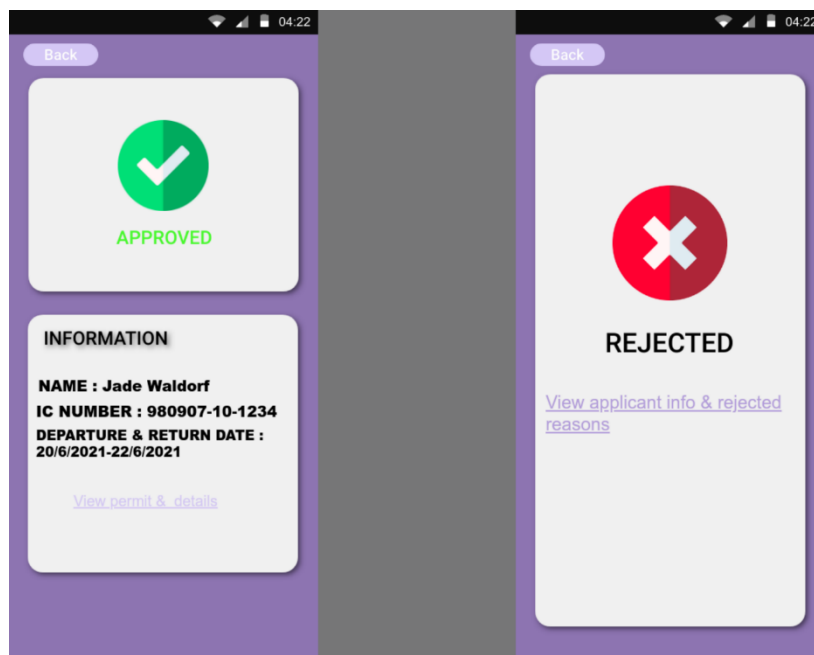 04:22
Back
APPROVED
INFORMATION
NAME : Jade Waldorf
IC NUMBER : 980907-10-1234
DEPARTURE & RETURN DATE :
20/6/2021-22/6/2021
View permit & details
04:22
Back
REJECTED
View applicant info & rejected
reasons